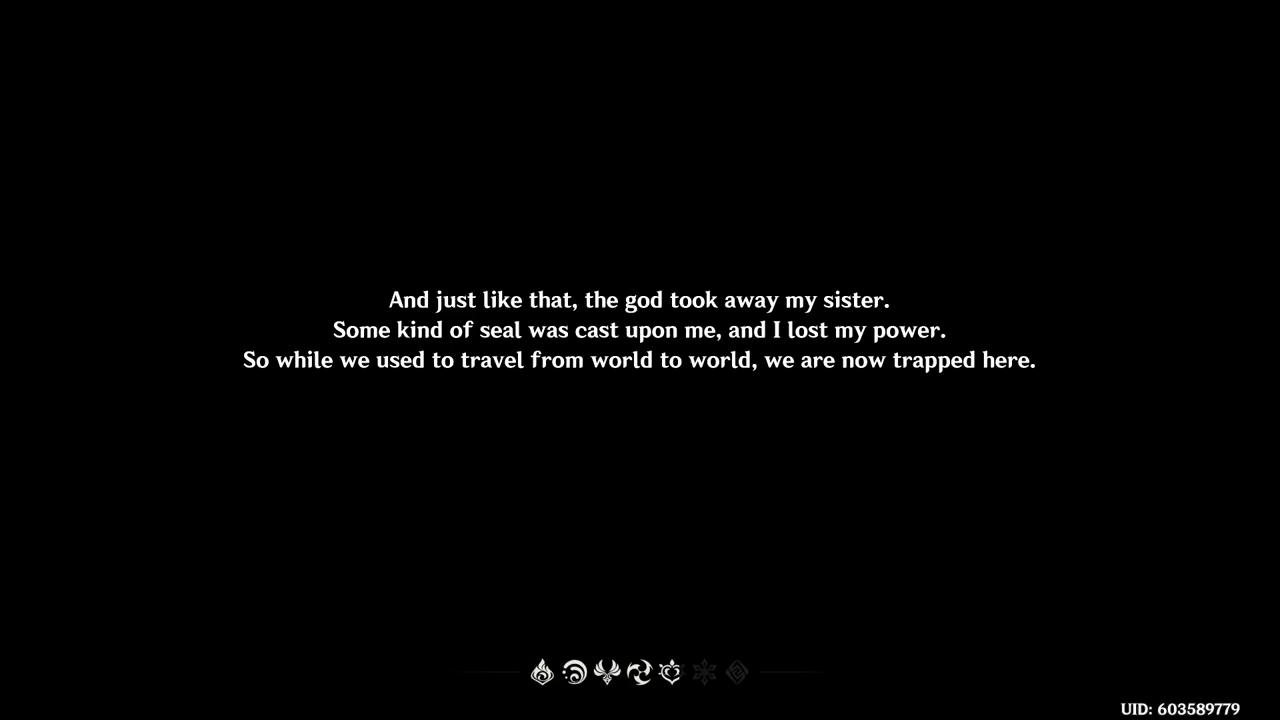 And just like that, the god took away my sister.
Some kind of seal was cast upon me, and I lost my power.
So while we used to travel from world to world, we are now trapped here.
UID: 603589779